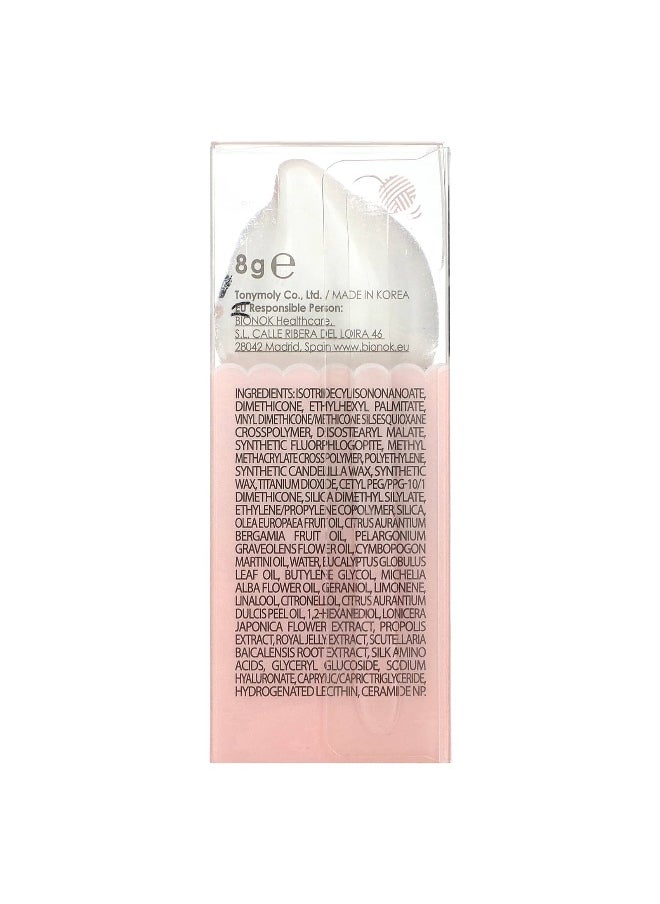 8g℮
Tonymoly Co., Ltd. / MADE IN KOREA
EU Responsible Person:
BIONOK Healthcare,
S.L. CALLE RIBERA DEL LOIRA 46
28042 Madrid, Spain www.bionok.eu
INGREDIENTS: ISOTRIDECYL ISONONANOATE,
DIMETHICONE, ETHYLHEXYL PALMITATE,
VINYL DIMETHICONE/METHICONE SILSESQUIOXANE
CROSSPOLYMER, DIISOSTEARYL MALATE,
SYNTHETIC FLUORPHLOGOPITE, METHYL
METHACRYLATE CROSSPOLYMER, POLYETHYLENE,
SYNTHETIC CANDELILLA WAX, SYNTHETIC
WAX, TITANIUM DIOXIDE, CETYL PEG/PPG-10/1
DIMETHICONE, SILICA DIMETHYL SILYLATE,
ETHYLENE/PROPYLENE COPOLYMER, SILICA,
OLEA EUROPAEA FRUIT OIL, CITRUS AURANTIUM
BERGAMIA FRUIT OIL, PELARGONIUM
GRAVEOLENS FLOWER OIL, CYMBOPOGON
MARTINI OIL, WATER, EUCALYPTUS GLOBULUS
LEAF OIL, BUTYLENE GLYCOL, MICHELIA
ALBA FLOWER OIL, GERANIOL, LIMONENE,
LINALOOL, CITRONELLOL, CITRUS AURANTIUM
DULCIS PEEL OIL, 1,2-HEXANEDIOL, LONICERA
JAPONICA FLOWER EXTRACT, PROPOLIS
EXTRACT, ROYAL JELLY EXTRACT, SCUTELLARIA
BAICALENSIS ROOT EXTRACT, SILK AMINO
ACIDS, GLYCERYL GLUCOSIDE, SODIUM
HYALURONATE, CAPRYLIC/CAPRIC TRIGLYCERIDE,
HYDROGENATED LECITHIN, CERAMIDE NP.